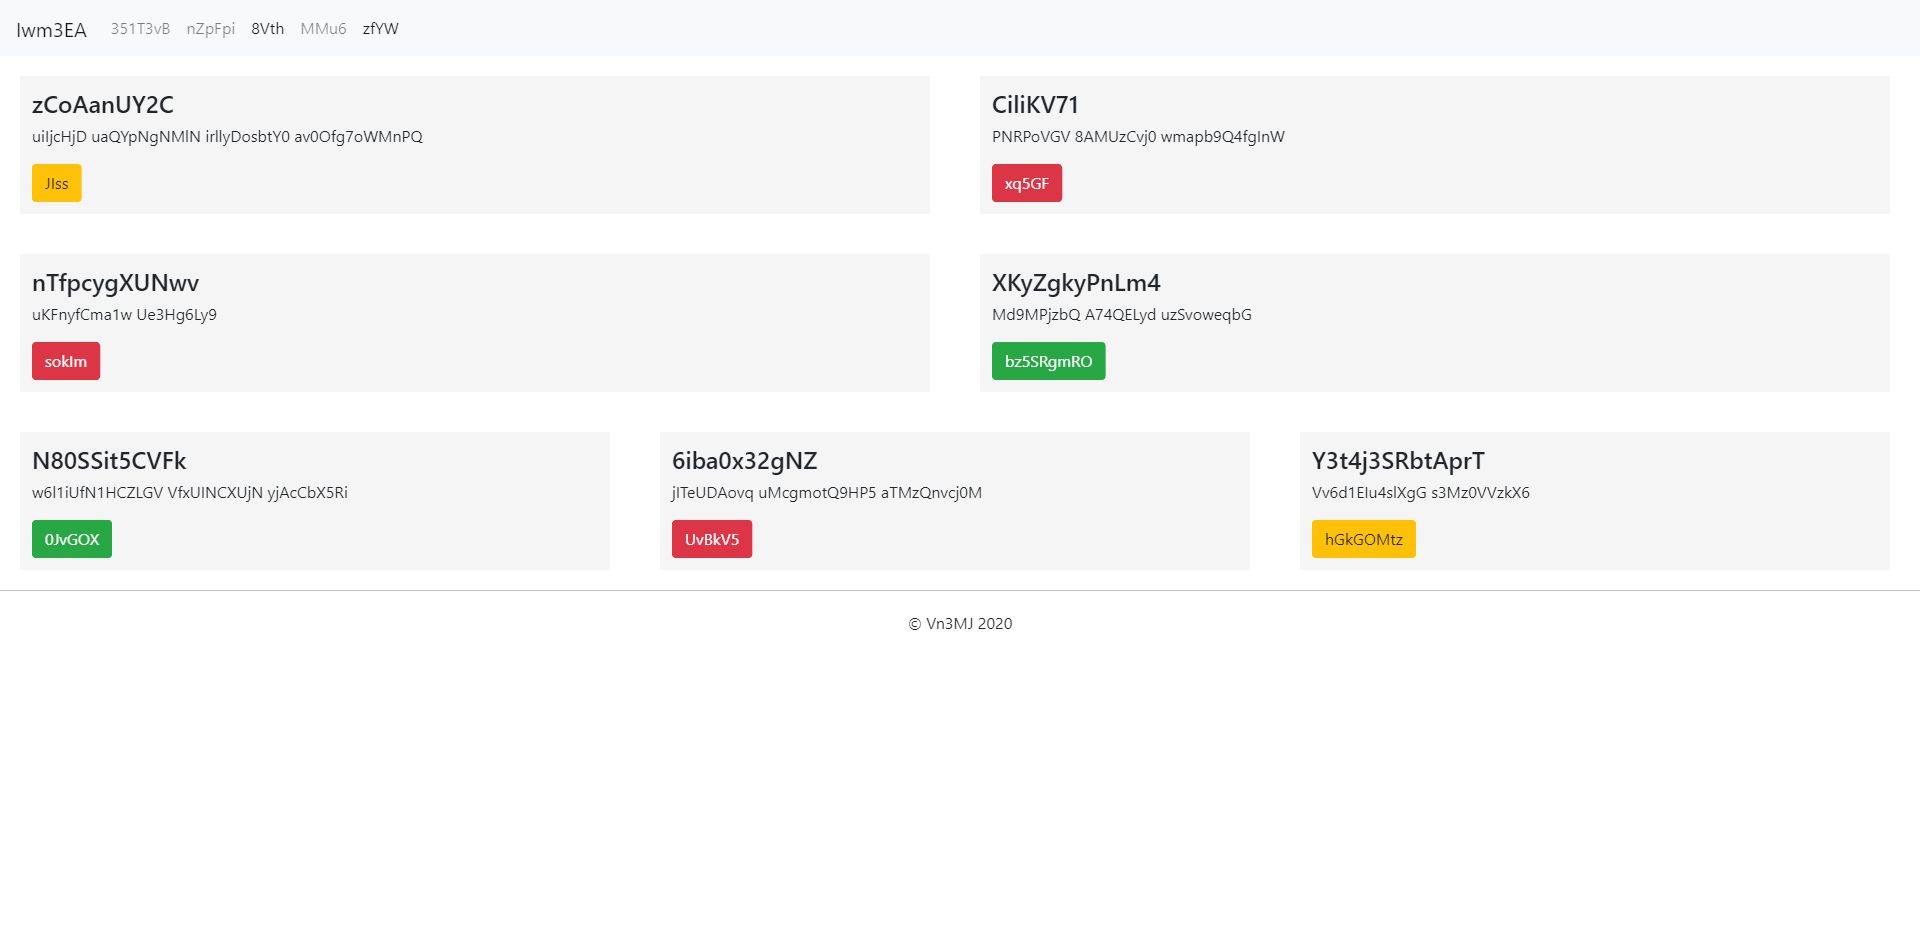 Iwm3EA 351T3vB nZpFpi 8Vth MMu6 zfYW
zCoAanUY2C
uiIjcHjD uaQYpNgNMlN irllyDosbtY0 av0Ofg7oWMnPQ
JIss
CiliKV71
PNRPoVGV 8AMUzCvj0 wmapb9Q4fgInW
xq5GF
nTfpcygXUNwv
uKFnyfCma1w Ue3Hg6Ly9
sokIm
XKyZgkyPnLm4
Md9MPjzbQ A74QELyd uzSvoweqbG
bz5SRgmRO
N80SSit5CVFk
w6l1iUfN1HCZLGV VfxUINCXUjN yjAcCbX5Ri
0JvGOX
6iba0x32gNZ
jITeUDAovq uMcgmotQ9HP5 aTMzQnvcj0M
UvBkV5
Y3t4j3SRbtAprT
Vv6d1EIu4slXgG s3Mz0VVzkX6
hGkGOMtz
© Vn3MJ 2020